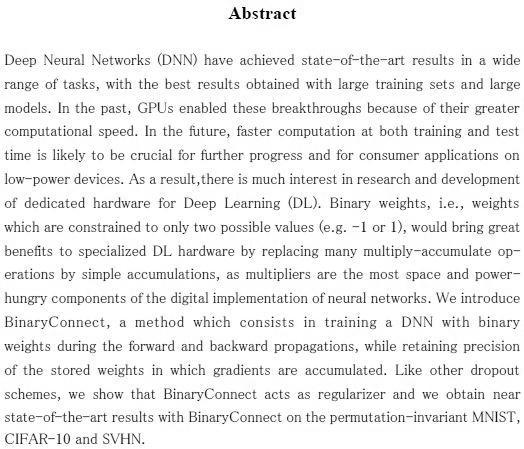 Abstract
Deep Neural Networks (DNN) have achieved state-of-the-art results in a wide
range of tasks, with the best results obtained with large training sets and large
models. In the past, GPUs enabled these breakthroughs because of their greater
computational speed. In the future, faster computation at both training and test
time is likely to be crucial for further progress and for consumer applications on
low-power devices. As a result,there is much interest in research and development
of dedicated hardware for Deep Learning (DL). Binary weights, i.e., weights
which are constrained to only two possible values (e.g. -1 or 1), would bring great
benefits to specialized DL hardware by replacing many multiply-accumulate op-
erations by simple accumulations, as multipliers are the most space and power-
hungry components of the digital implementation of neural networks. We introduce
BinaryConnect, a method which consists in training a DNN with binary
weights during the forward and backward propagations, while retaining precision
of the stored weights in which gradients are accumulated. Like other dropout
schemes, we show that BinaryConnect acts as regularizer and we obtain near
state-of-the-art results with BinaryConnect on the permutation-invariant MNIST,
CIFAR-10 and SVHN.